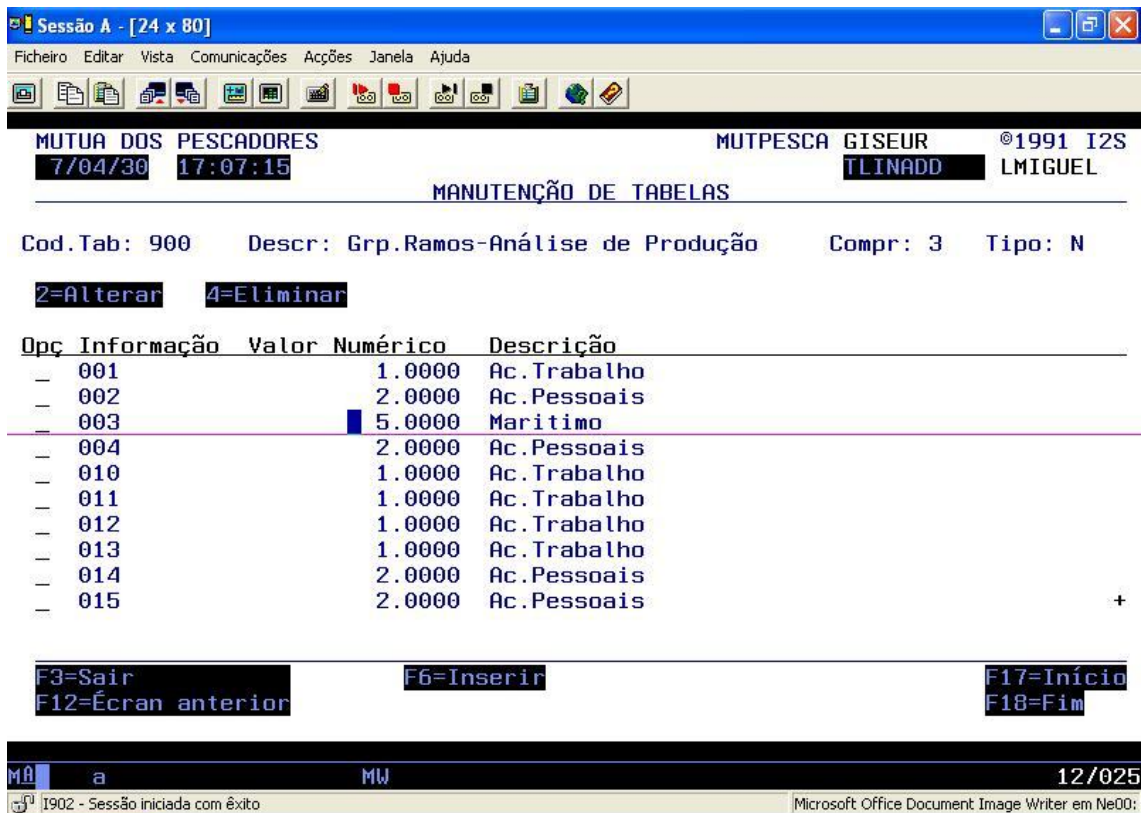 Sessão A - [24 x 80]
Ficheiro Editar Vista Comunicações Acções Janela Ajuda
MUTUA DOS PESCADORES MUTPESCA GISEUR ©1991 I2S
7/04/30 17:07:15 TLINADD LMIGUEL
MANUTENÇÃO DE TABELAS
Cod.Tab: 900 Descr: Grp.Ramos-Análise de Produção Compr: 3 Tipo: N
2=Alterar 4=Eliminar
Opç Informação Valor Numérico Descrição
_ 001 1.0000 Ac.Trabalho
_ 002 2.0000 Ac.Pessoais
_ 003 5.0000 Maritimo
_ 004 2.0000 Ac.Pessoais
_ 010 1.0000 Ac.Trabalho
_ 011 1.0000 Ac.Trabalho
_ 012 1.0000 Ac.Trabalho
_ 013 1.0000 Ac.Trabalho
_ 014 2.0000 Ac.Pessoais
_ 015 2.0000 Ac.Pessoais +
F3=Sair F6=Inserir F17=Início
F12=Écran anterior F18=Fim
MA a MW 12/025
I902 - Sessão iniciada com êxito Microsoft Office Document Image Writer em Ne00: